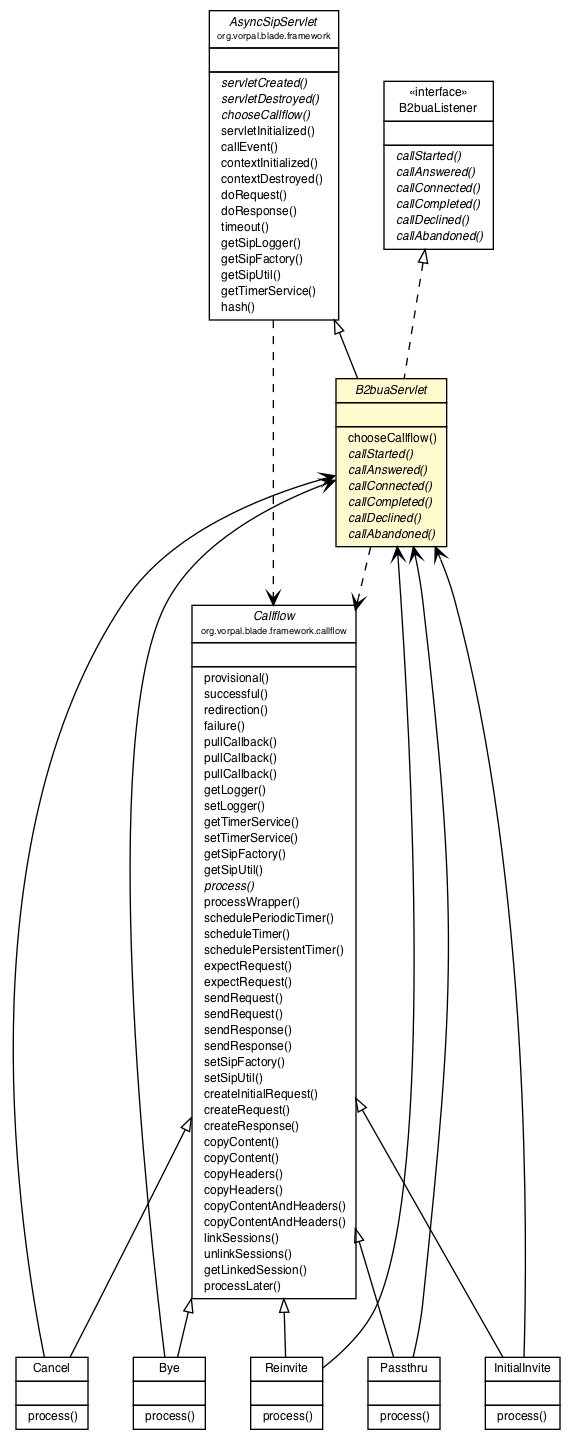 AsyncSipServlet
org.vorpal.blade.framework
servletCreated()
servletDestroyed()
chooseCallflow()
servletInitialized()
callEvent()
contextInitialized()
contextDestroyed()
doRequest()
doResponse()
timeout()
getSipLogger()
getSipFactory()
getSipUtil()
getTimerService()
hash()
«interface»
B2buaListener
callStarted()
callAnswered()
callConnected()
callCompleted()
callDeclined()
callAbandoned()
B2buaServlet
chooseCallflow()
callStarted()
callAnswered()
callConnected()
callCompleted()
callDeclined()
callAbandoned()
Callflow
org.vorpal.blade.framework.callflow
provisional()
successful()
redirection()
failure()
pullCallback()
pullCallback()
pullCallback()
getLogger()
setLogger()
getTimerService()
setTimerService()
getSipFactory()
getSipUtil()
process()
processWrapper()
schedulePeriodicTimer()
scheduleTimer()
schedulePersistentTimer()
expectRequest()
expectRequest()
sendRequest()
sendRequest()
sendResponse()
sendResponse()
setSipFactory()
setSipUtil()
createInitialRequest()
createRequest()
createResponse()
copyContent()
copyContent()
copyHeaders()
copyHeaders()
copyContentAndHeaders()
copyContentAndHeaders()
linkSessions()
unlinkSessions()
getLinkedSession()
processLater()
Cancel
process()
Bye
process()
Reinvite
process()
Passthru
process()
InitialInvite
process()